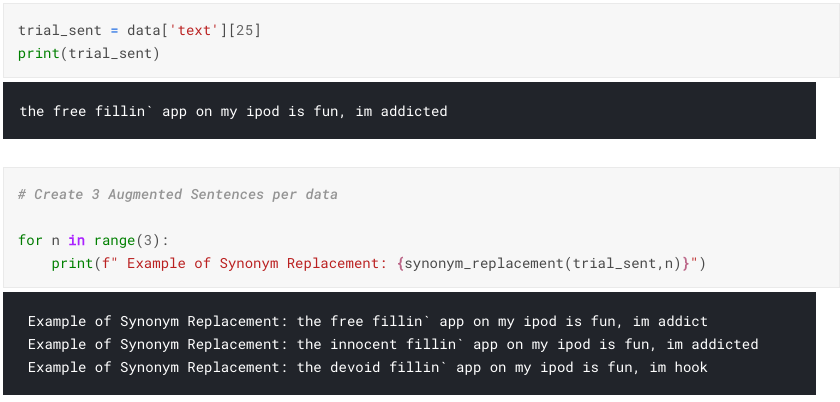 trial_sent = data['text'][25]
print(trial_sent)
the free fillin` app on my ipod is fun, im addicted
# Create 3 Augmented Sentences per data
for n in range(3):
    print(f" Example of Synonym Replacement: {synonym_replacement(trial_sent,n)}")
Example of Synonym Replacement: the free fillin` app on my ipod is fun, im addict
Example of Synonym Replacement: the innocent fillin` app on my ipod is fun, im addicted
Example of Synonym Replacement: the devoid fillin` app on my ipod is fun, im hook